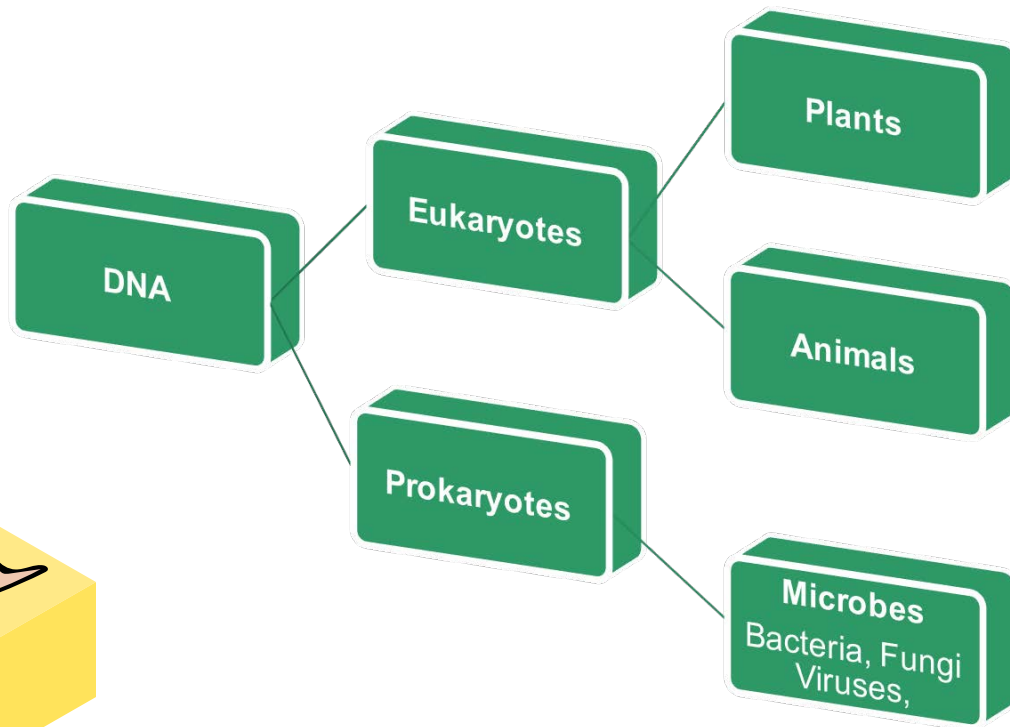 DNA
Eukaryotes
Prokaryotes
Plants
Animals
Microbes
Bacteria, Fungi
Viruses,